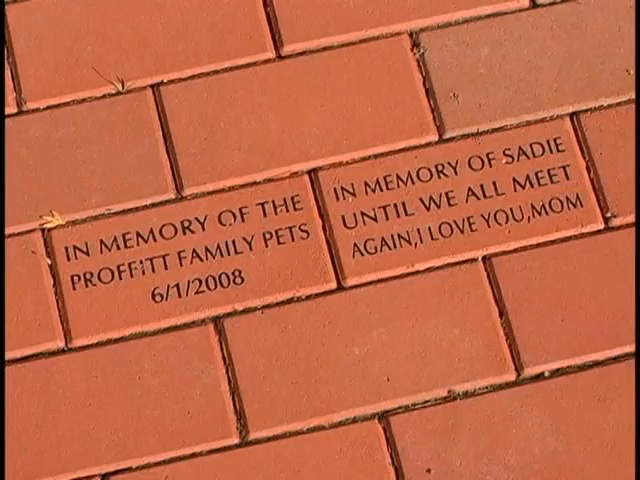 IN MEMORY OF THE
PROFFITT FAMILY PETS
6/1/2008
IN MEMORY OF SADIE
UNTIL WE ALL MEET
AGAIN,I LOVE YOU,MOM